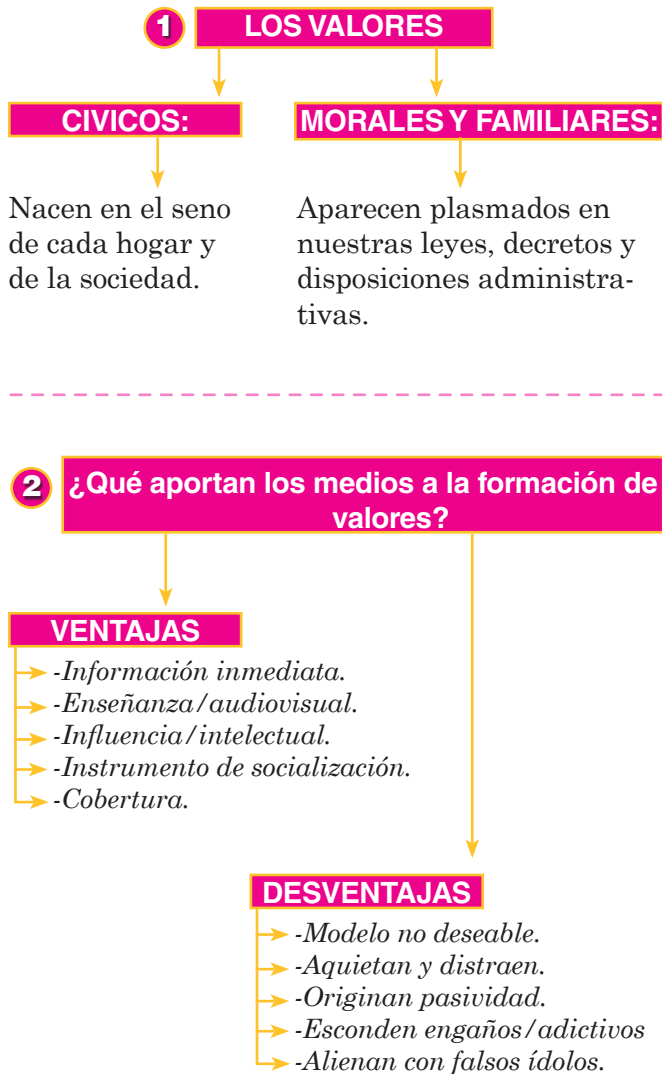 1 LOS VALORES
CIVICOS:
Nacen en el seno
de cada hogar y
de la sociedad.
MORALES Y FAMILIARES:
Aparecen plasmados en
nuestras leyes, decretos y
disposiciones administra-
tivas.
2 ¿Qué aportan los medios a la formación de
valores?
VENTAJAS
-Información inmediata.
-Enseñanza/audiovisual.
-Influencia/intelectual.
-Instrumento de socialización.
-Cobertura.
DESVENTAJAS
-Modelo no deseable.
-Aquietan y distraen.
-Originan pasividad.
-Esconden engaños/adictivos
-Alienan con falsos ídolos.